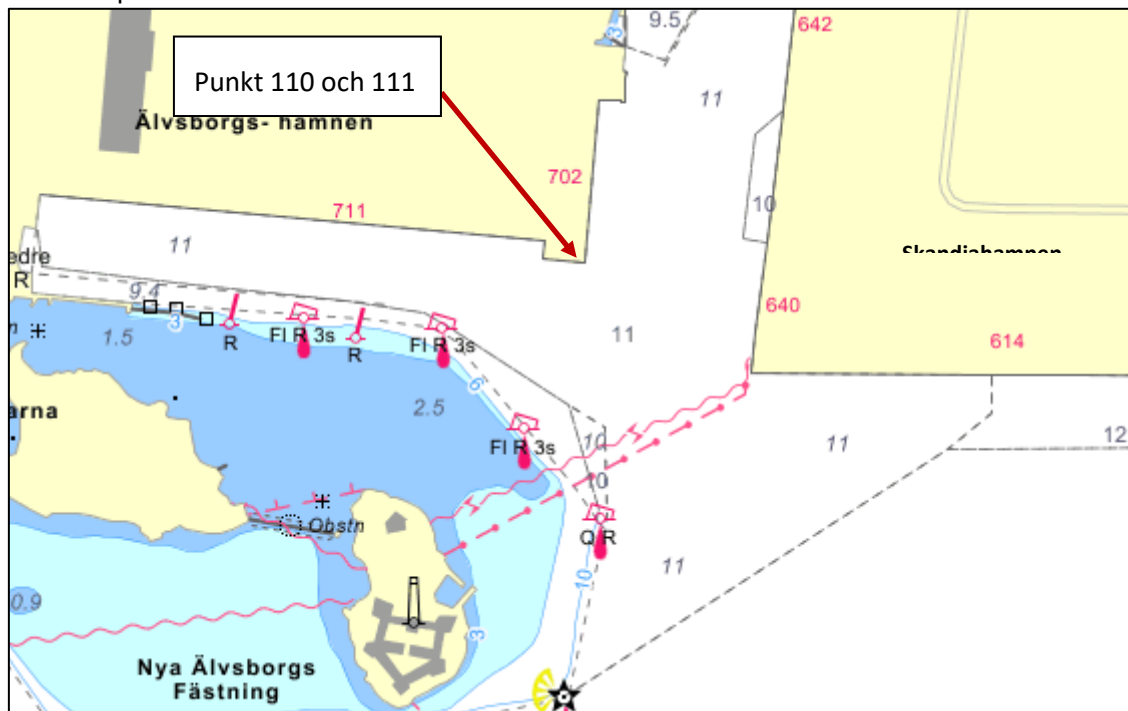 9.5
3
642
Punkt 110 och 111
11
Älvsborgs- hamnen
702
711
10
11
edre
R
9.4
3
640
1.5
R
Fl R 3s
R
Fl R 3s
11
614
6
2.5
arna
Fl R 3s
10
11
12
10
Obstn
Q R
11
10
0.9
3
Nya Älvsborgs
Fästning